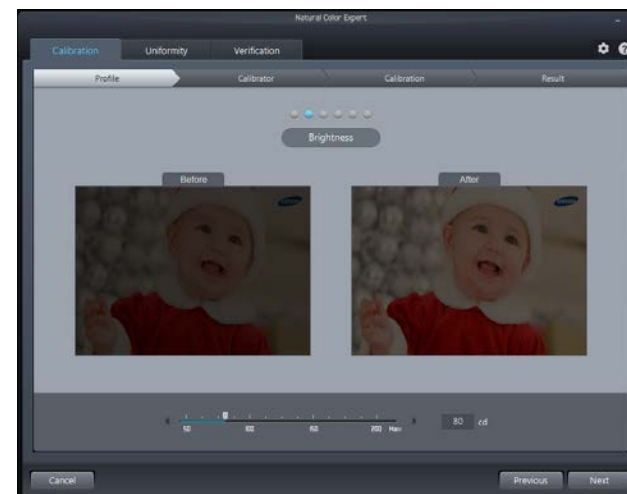 Natural Color Expert
Calibration Uniformity Verification
Profile Calibrator Calibration Result
Brightness
Before After
50 100 150 200 Max
80 cd
Cancel Previous Next